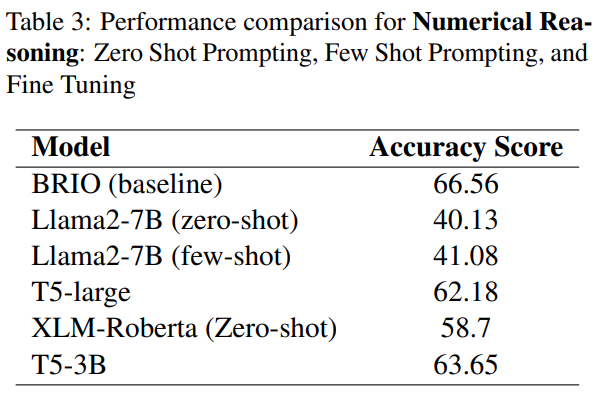 Table 3: Performance comparison for Numerical Rea-
soning: Zero Shot Prompting, Few Shot Prompting, and
Fine Tuning
Model Accuracy Score
BRIO (baseline) 66.56
Llama2-7B (zero-shot) 40.13
Llama2-7B (few-shot) 41.08
T5-large 62.18
XLM-Roberta (Zero-shot) 58.7
T5-3B 63.65